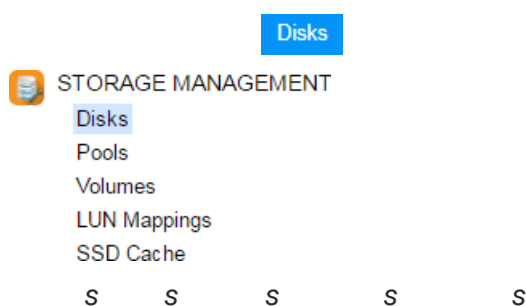 Disks
STORAGE MANAGEMENT
Disks
Pools
Volumes
LUN Mappings
SSD Cache
s s s s s